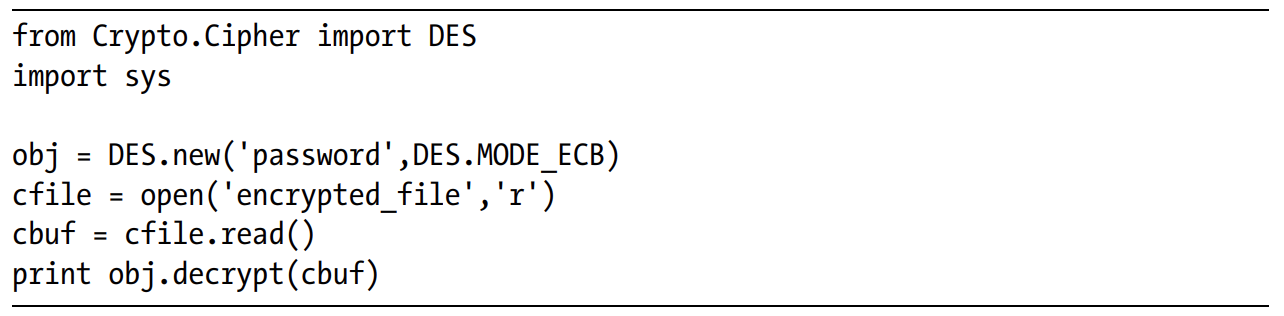 from Crypto.Cipher import DES
import sys
obj = DES.new('password',DES.MODE_ECB)
cfile = open('encrypted_file','r')
cbuf = cfile.read()
print obj.decrypt(cbuf)